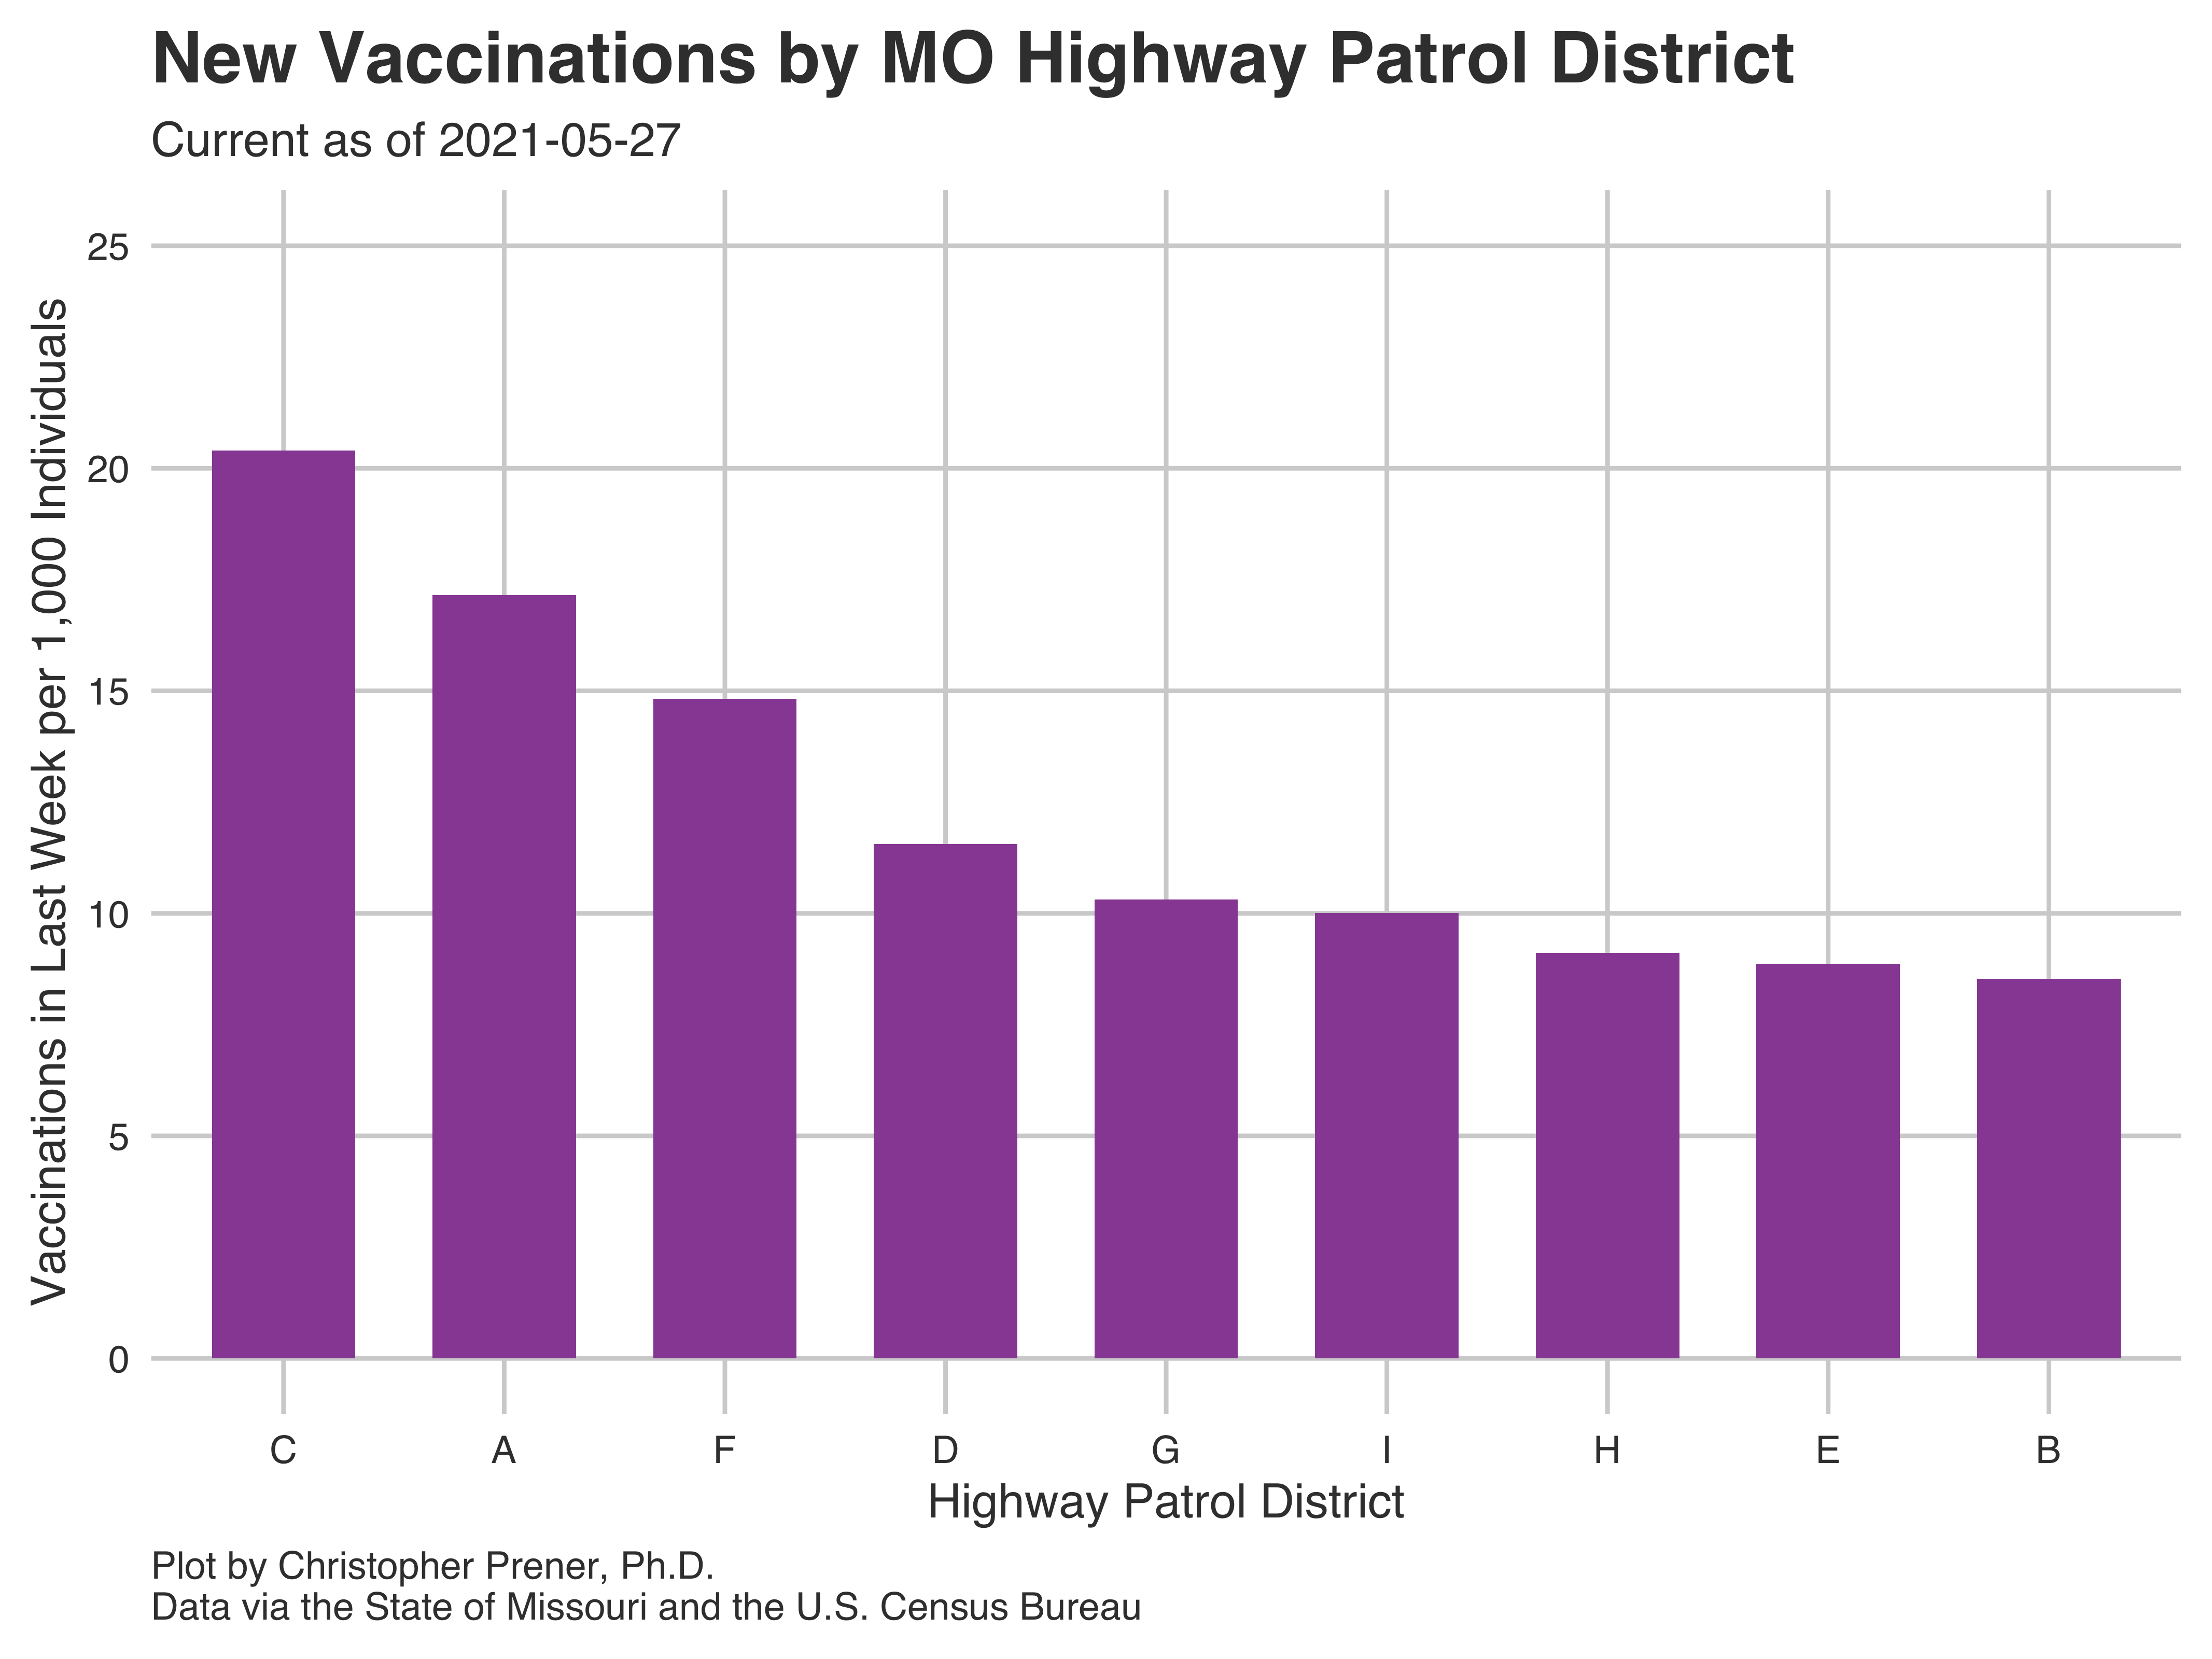 New Vaccinations by MO Highway Patrol District
Current as of 2021-05-27
Vaccinations in Last Week per 1,000 Individuals
25
20
15
10
5
0
C A F D G I H E B
Highway Patrol District
Plot by Christopher Prener, Ph.D.
Data via the State of Missouri and the U.S. Census Bureau